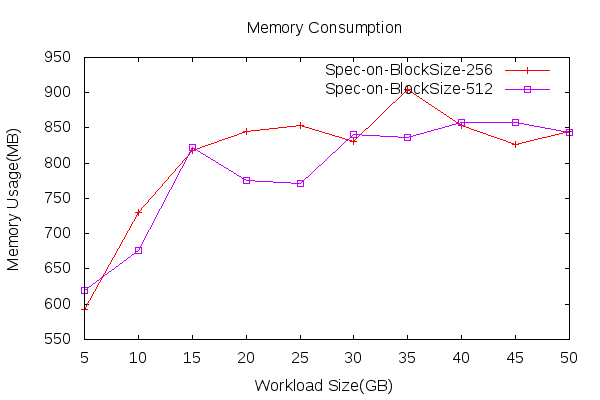 Memory Consumption
950
900
850
800
750
700
650
600
550
Memory Usage(MB)
Spec-on-BlockSize-256
Spec-on-BlockSize-512
5 10 15 20 25 30 35 40 45 50
Workload Size(GB)